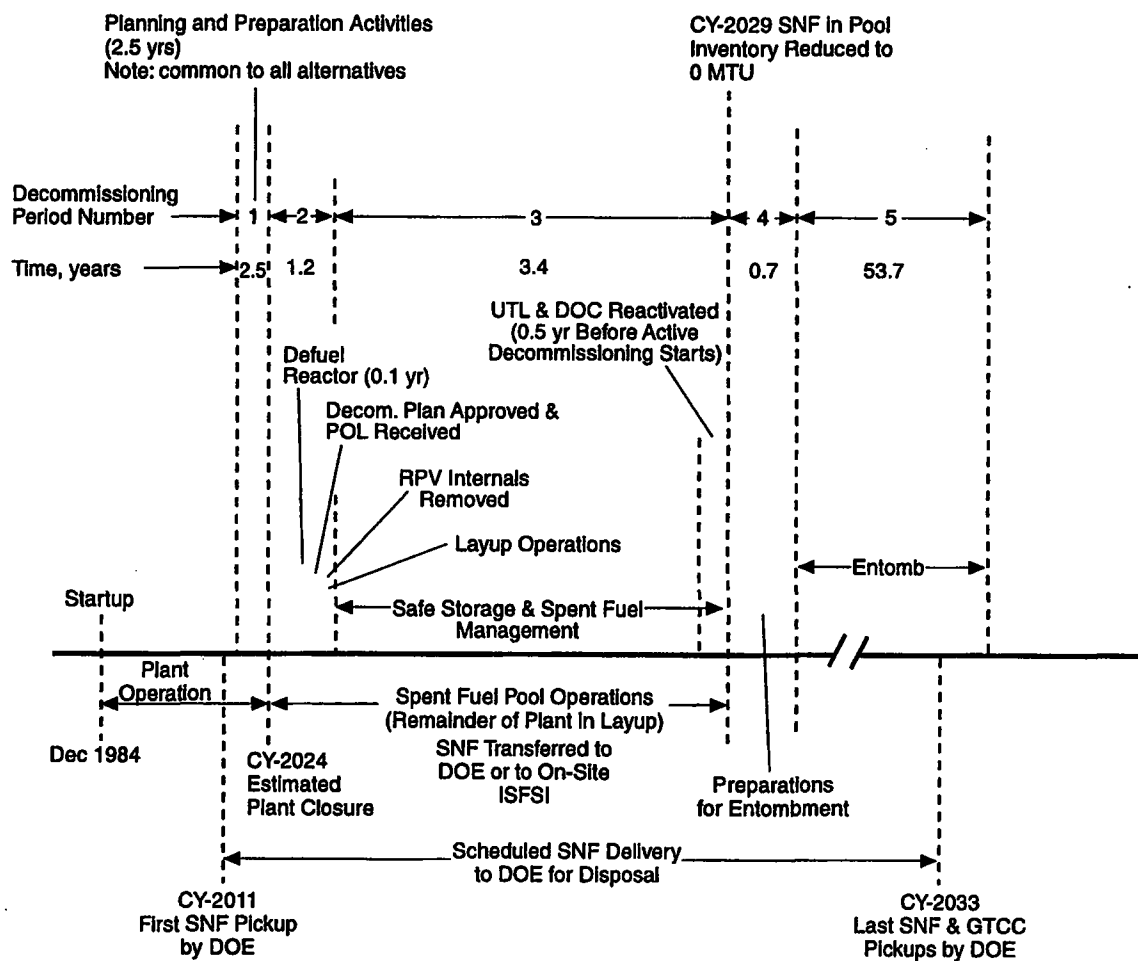 Planning and Preparation Activities
(2.5 yrs)
Note: common to all alternatives
CY-2029 SNF in Pool
Inventory Reduced to
0 MTU
Decommissioning
Period Number
1
2
3
4
5
Time, years
2.5
1.2
3.4
0.7
53.7
UTL & DOC Reactivated
(0.5 yr Before Active
Decommissioning Starts)
Defuel
Reactor (0.1 yr)
Decom. Plan Approved &
POL Received
RPV Internals
Removed
Layup Operations
Entomb
Startup
Safe Storage & Spent Fuel
Management
Plant
Operation
Spent Fuel Pool Operations
(Remainder of Plant in Layup)
Dec 1984
CY-2024
Estimated
Plant Closure
SNF Transferred to
DOE or to On-Site
ISFSI
Preparations
for Entombment
Scheduled SNF Delivery
to DOE for Disposal
CY-2011
First SNF Pickup
by DOE
CY-2033
Last SNF & GTCC
Pickups by DOE